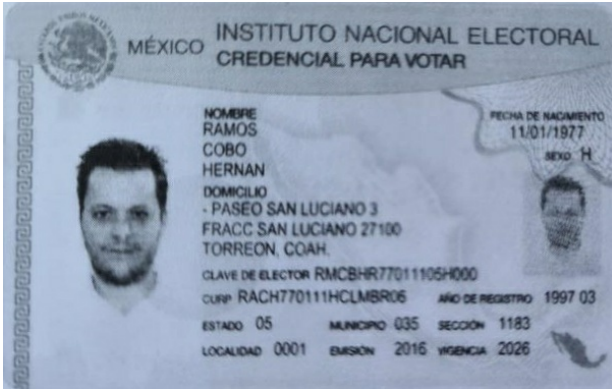 MÉXICO
INSTITUTO NACIONAL ELECTORAL
CREDENCIAL PARA VOTAR
NOMBRE
RAMOS
COBO
HERNAN
FECHA DE NACIMIENTO
11/01/1977
SEXO H
DOMICILIO
- PASEO SAN LUCIANO 3
FRACC SAN LUCIANO 27100
TORREON, COAH.
CLAVE DE ELECTOR RMCBHR77011105H000
CURP RACH770111HCLMBR06 AÑO DE REGISTRO 1997 03
ESTADO 05 MUNICIPIO 035 SECCIÓN 1183
LOCALIDAD 0001 EMISIÓN 2016 VIGENCIA 2026